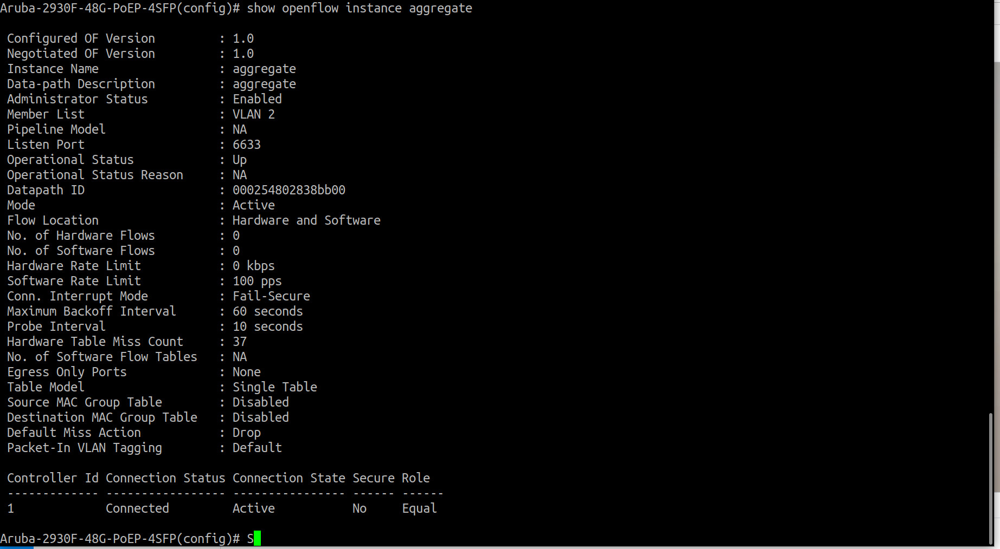 Aruba-2930F-48G-PoEP-4SFP(config)# show openflow instance aggregate
Configured OF Version : 1.0
Negotiated OF Version : 1.0
Instance Name : aggregate
Data-path Description : aggregate
Administrator Status : Enabled
Member List : VLAN 2
Pipeline Model : NA
Listen Port : 6633
Operational Status : Up
Operational Status Reason : NA
Datapath ID : 000254802838bb00
Mode : Active
Flow Location : Hardware and Software
No. of Hardware Flows : 0
No. of Software Flows : 0
Hardware Rate Limit : 0 kbps
Software Rate Limit : 100 pps
Conn. Interrupt Mode : Fail-Secure
Maximum Backoff Interval : 60 seconds
Probe Interval : 10 seconds
Hardware Table Miss Count : 37
No. of Software Flow Tables : NA
Egress Only Ports : None
Table Model : Single Table
Source MAC Group Table : Disabled
Destination MAC Group Table : Disabled
Default Miss Action : Drop
Packet-In VLAN Tagging : Default
Controller Id Connection Status Connection State Secure Role
------------- ----------------- ---------------- ------ ------
1 Connected Active No Equal
Aruba-2930F-48G-PoEP-4SFP(config)# S